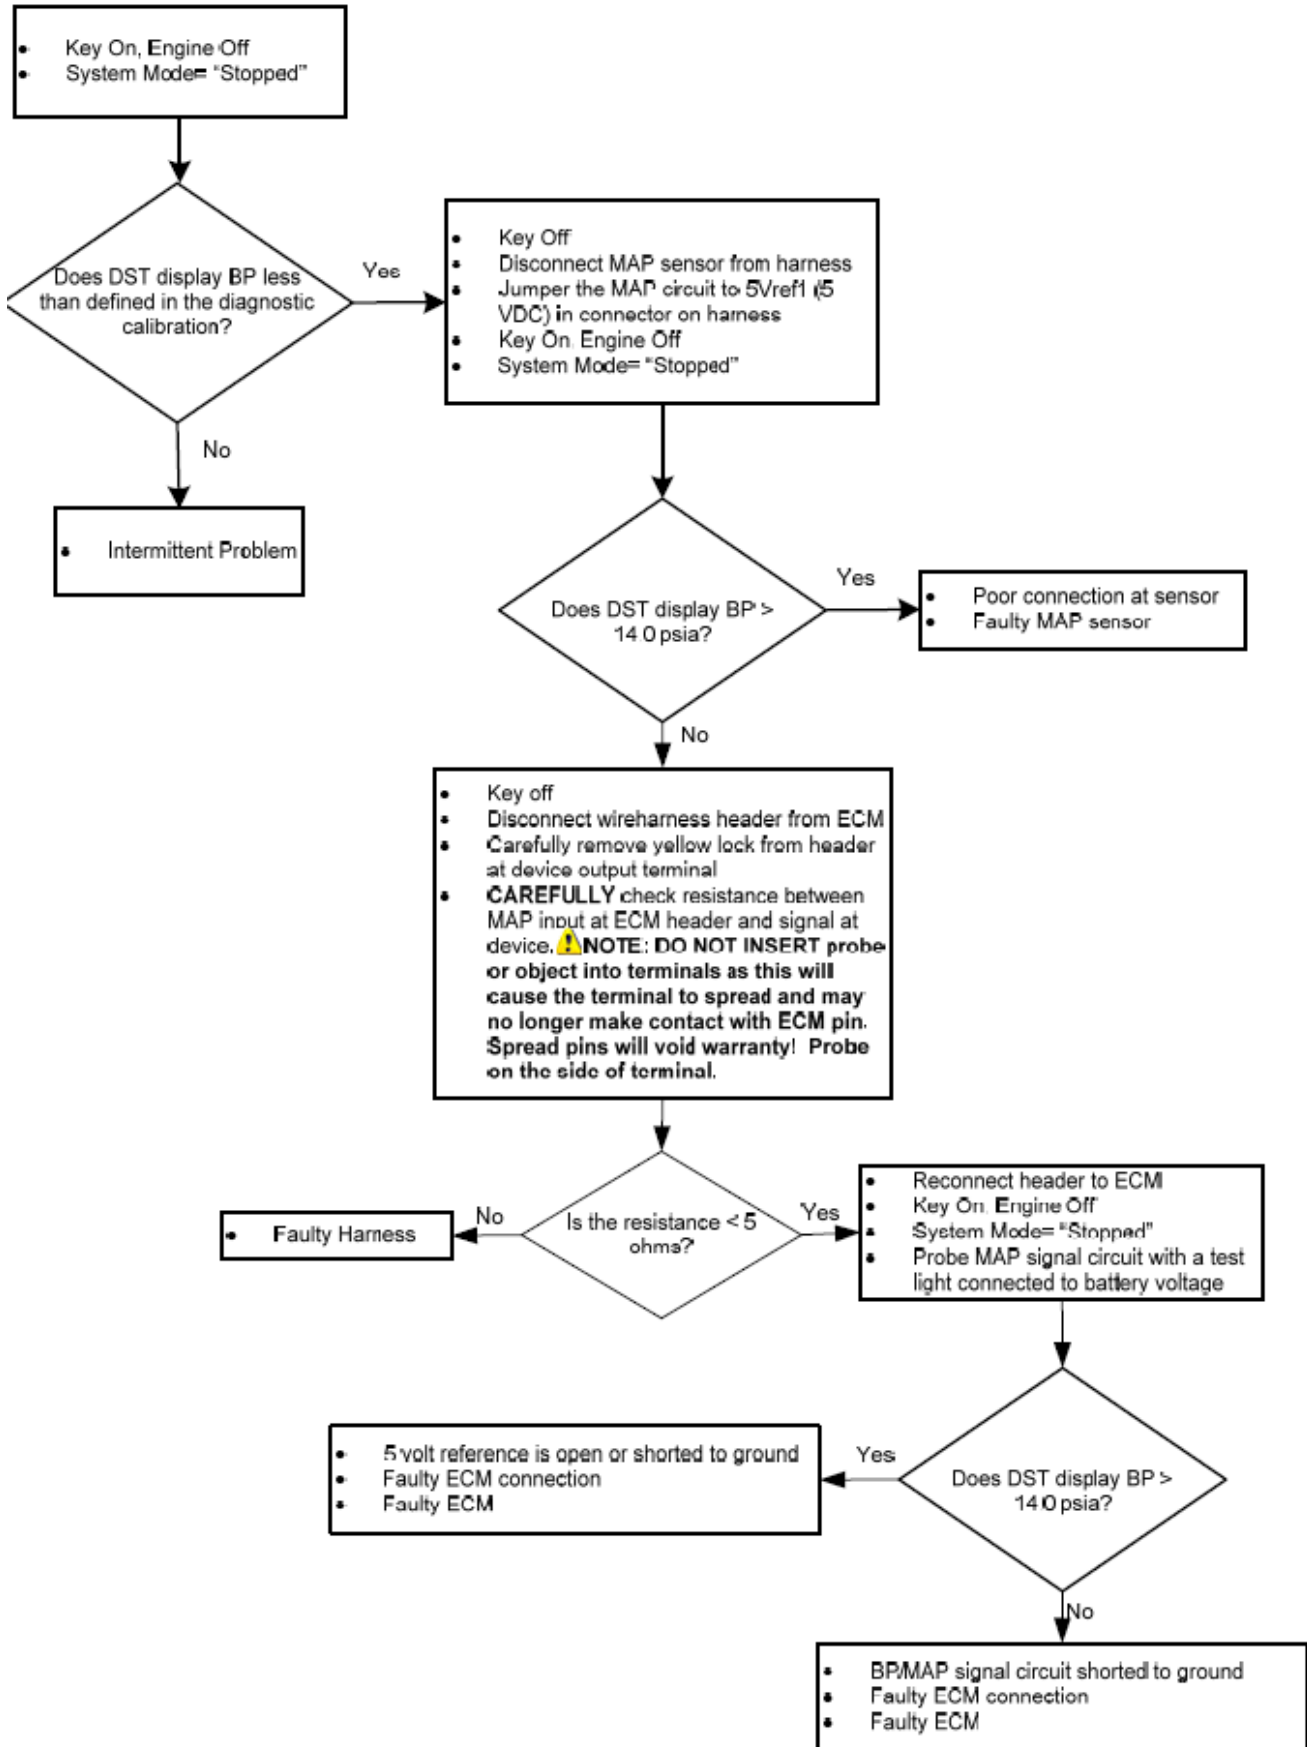 • Key On, Engine Off
• System Mode= “Stopped”
Does DST display BP less
than defined in the diagnostic
calibration?
Yes
No
• Intermittent Problem
• Key Off
• Disconnect MAP sensor from harness
• Jumper the MAP circuit to 5Vref1 (5
VDC) in connector on harness
• Key On, Engine Off
• System Mode= “Stopped”
Does DST display BP >
14.0 psia?
Yes
• Poor connection at sensor
• Faulty MAP sensor
No
• Key off
• Disconnect wireharness header from ECM
• Carefully remove yellow lock from header
at device output terminal
• CAREFULLY check resistance between
MAP input at ECM header and signal at
device. NOTE: DO NOT INSERT probe
or object into terminals as this will
cause the terminal to spread and may
no longer make contact with ECM pin.
Spread pins will void warranty! Probe
on the side of terminal.
Is the resistance < 5
ohms?
No
• Faulty Harness
Yes
• Reconnect header to ECM
• Key On, Engine Off
• System Mode= “Stopped”
• Probe MAP signal circuit with a test
light connected to battery voltage
Does DST display BP >
14.0 psia?
Yes
• 5 volt reference is open or shorted to ground
• Faulty ECM connection
• Faulty ECM
No
• BP/MAP signal circuit shorted to ground
• Faulty ECM connection
• Faulty ECM